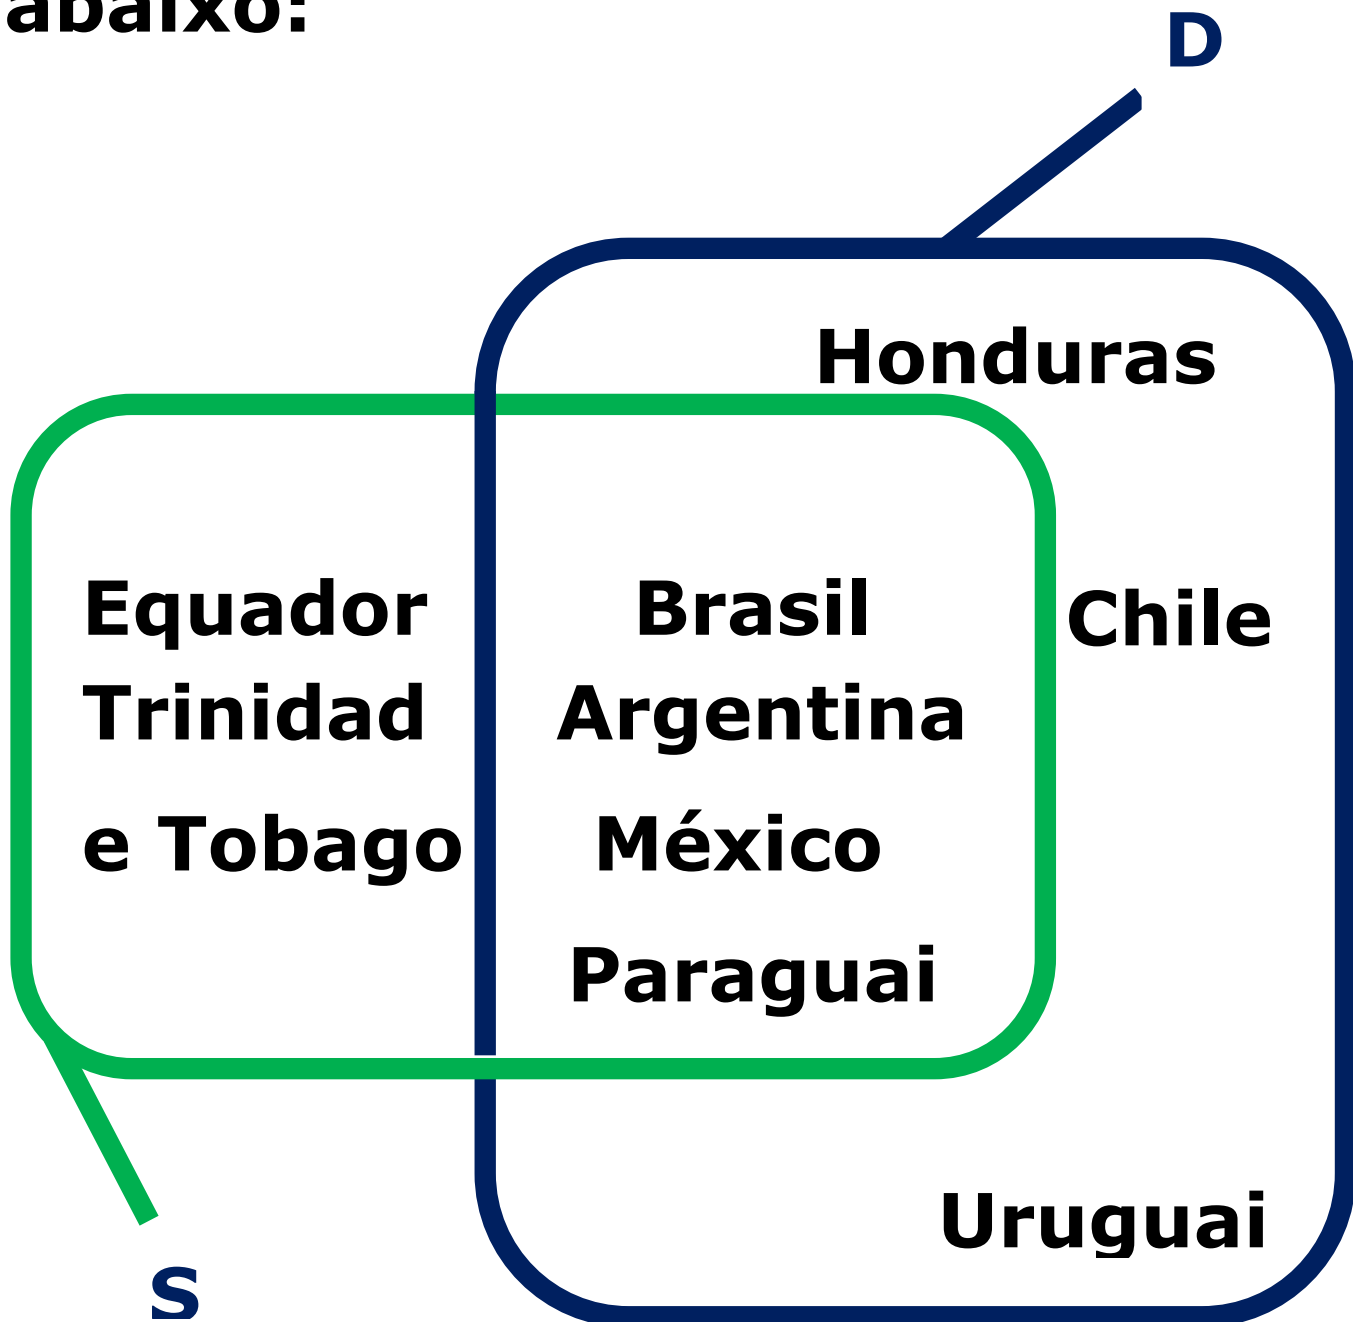 abaixo:
D
Honduras
Equador
Trinidad
e Tobago
Brasil
Argentina
México
Paraguai
Chile
Uruguai
S